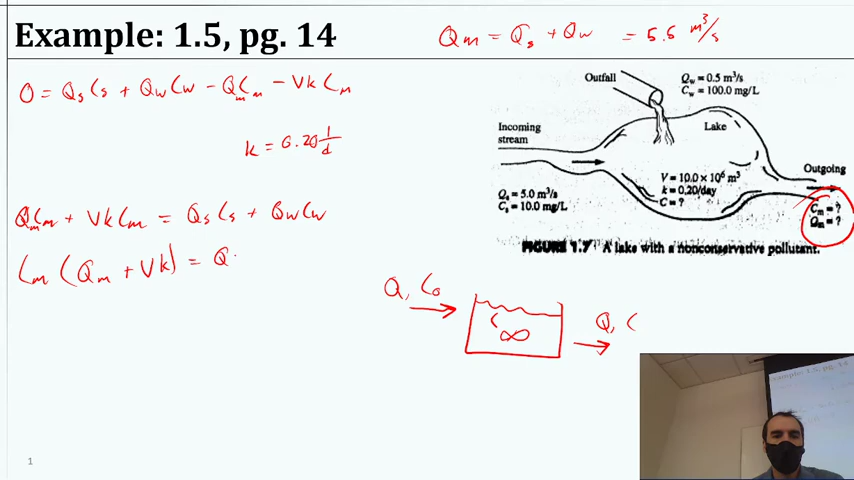 Example: 1.5, pg. 14
Qm = Qs + Qw = 5.5 m³/s
0 = QsCs + QwCw - QmCm - VkCm
k = 0.20 1/d
QmCm + VkCm = QsCs + QwCw
Cm (Qm + Vk) = Q
Outfall
Qw = 0.5 m³/s
Cw = 100.0 mg/L
Incoming
stream
Lake
Outgoing
V = 10.0 × 10⁶ m³
k = 0.20/day
C = ?
Qs = 5.0 m³/s
Cs = 10.0 mg/L
Cm = ?
Qm = ?
FIGURE 1.7 A lake with a nonconservative pollutant.
Q, C₀
C
∞
Q, C
1